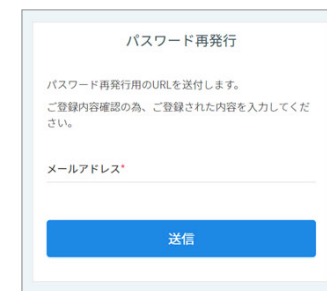 パスワード再発行
パスワード再発行用のURLを送付します。
ご登録内容確認の為、ご登録された内容を入力してくだ
さい。
メールアドレス*
送信